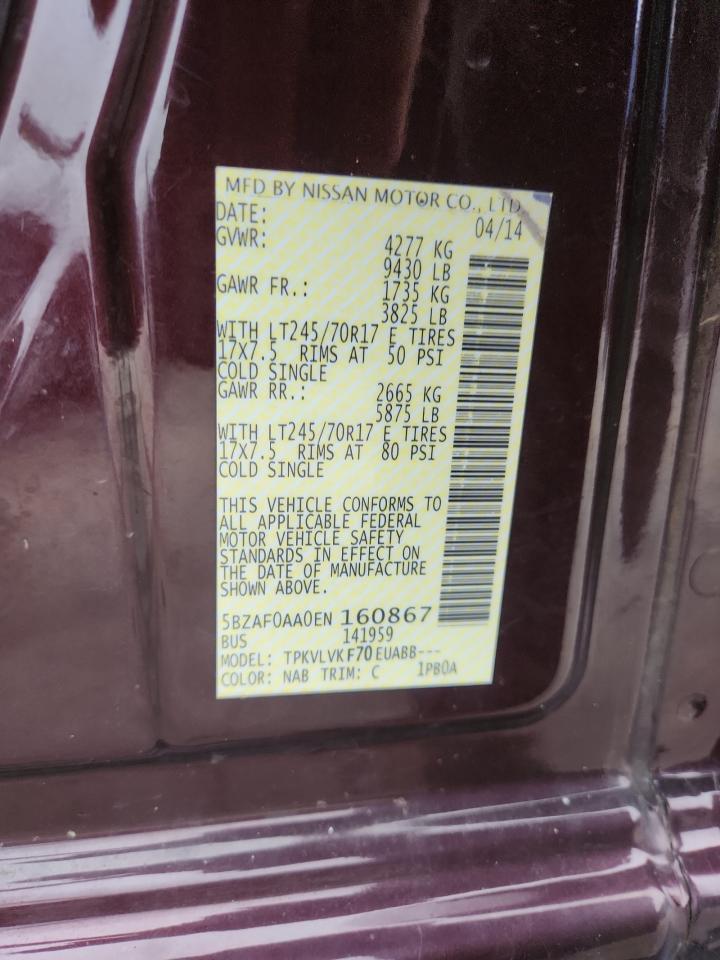 MFD BY NISSAN MOTOR CO., LTD
DATE: 04/14
GVWR: 4277 KG
9430 LB
GAWR FR.: 1735 KG
3825 LB
WITH LT245/70R17 E TIRES
17X7.5 RIMS AT 50 PSI
COLD SINGLE
GAWR RR.: 2665 KG
5875 LB
WITH LT245/70R17 E TIRES
17X7.5 RIMS AT 80 PSI
COLD SINGLE
THIS VEHICLE CONFORMS TO
ALL APPLICABLE FEDERAL
MOTOR VEHICLE SAFETY
STANDARDS IN EFFECT ON
THE DATE OF MANUFACTURE
SHOWN ABOVE.
5BZAF0AA0EN 160867
BUS 141959
MODEL: TPKVLVKF70EUABB---
COLOR: NAB TRIM: C 1PB0A